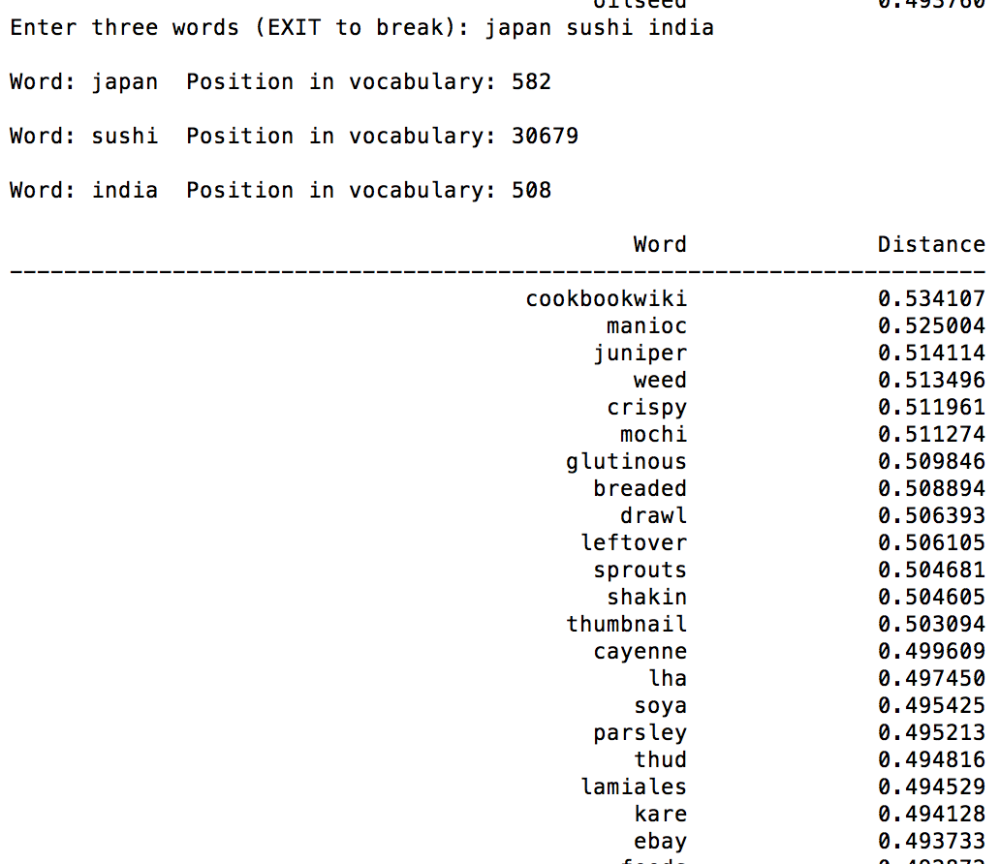 oilseed 0.493760
Enter three words (EXIT to break): japan sushi india
Word: japan Position in vocabulary: 582
Word: sushi Position in vocabulary: 30679
Word: india Position in vocabulary: 508
Word Distance
------------------------------------------------------------------------
cookbookwiki 0.534107
manioc 0.525004
juniper 0.514114
weed 0.513496
crispy 0.511961
mochi 0.511274
glutinous 0.509846
breaded 0.508894
drawl 0.506393
leftover 0.506105
sprouts 0.504681
shakin 0.504605
thumbnail 0.503094
cayenne 0.499609
lha 0.497450
soya 0.495425
parsley 0.495213
thud 0.494816
lamiales 0.494529
kare 0.494128
ebay 0.493733